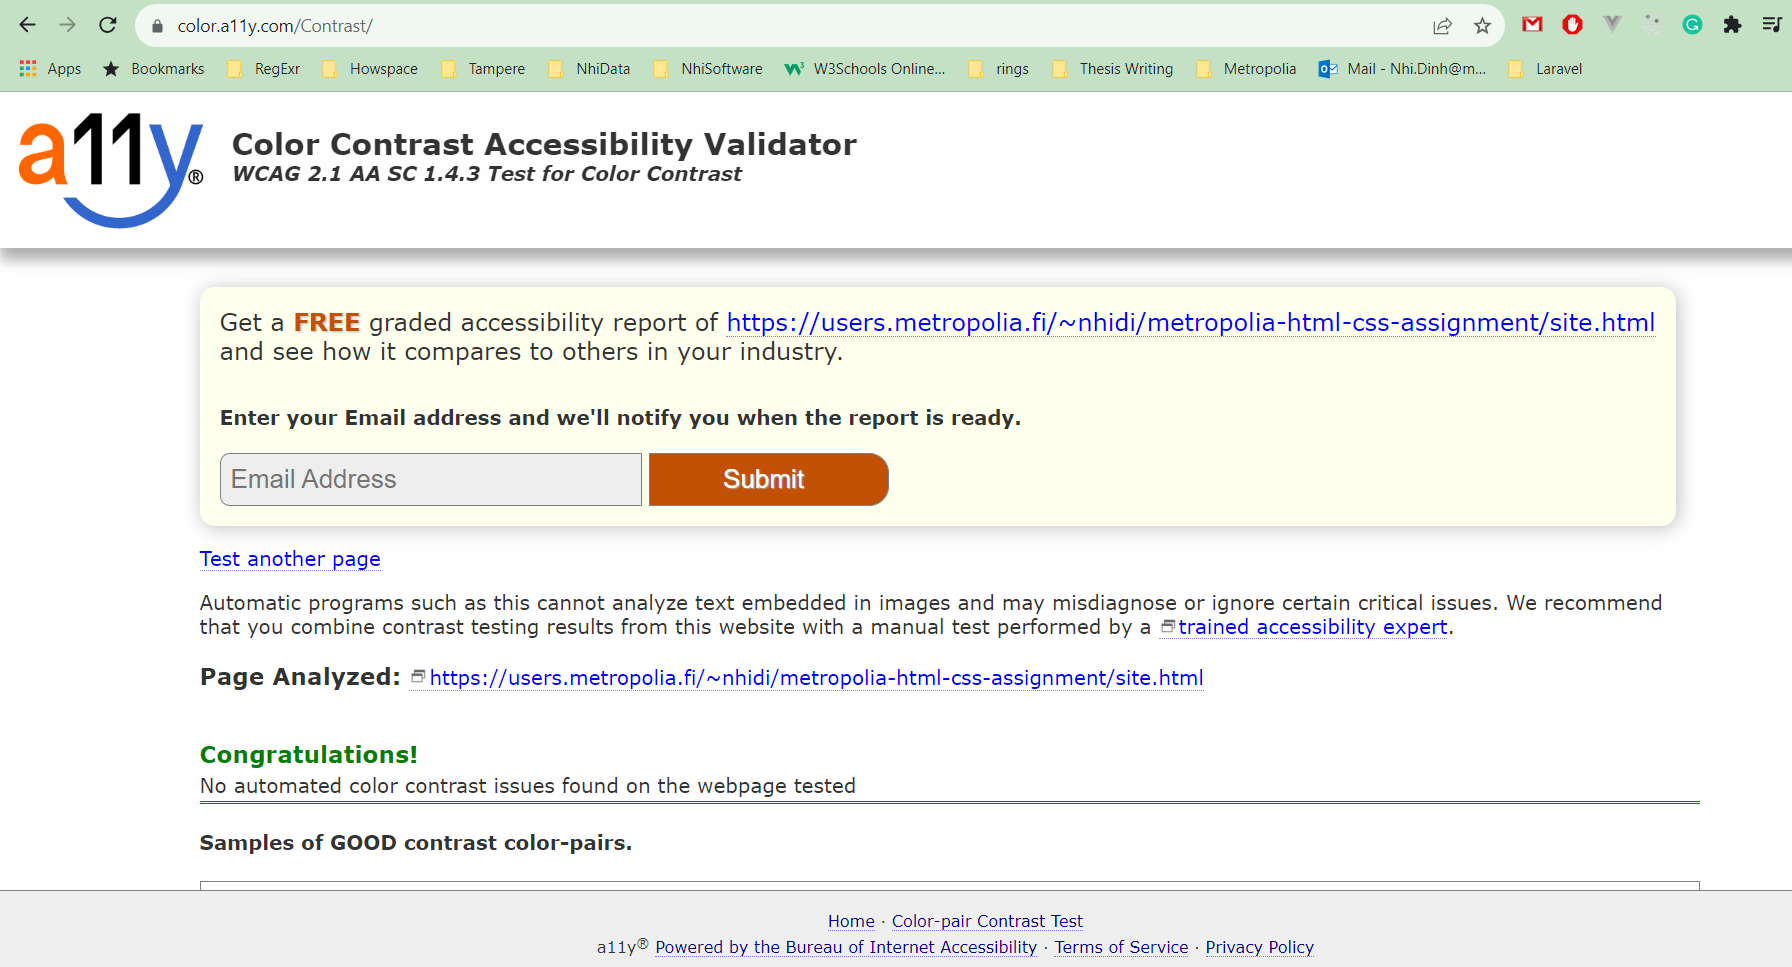 color.a11y.com/Contrast/
Apps Bookmarks RegExr Howspace Tampere NhiData NhiSoftware W3Schools Online... rings Thesis Writing Metropolia Mail - Nhi.Dinh@m... Laravel
a11y®
Color Contrast Accessibility Validator
WCAG 2.1 AA SC 1.4.3 Test for Color Contrast
Get a FREE graded accessibility report of https://users.metropolia.fi/~nhidi/metropolia-html-css-assignment/site.html
and see how it compares to others in your industry.
Enter your Email address and we'll notify you when the report is ready.
Email Address Submit
Test another page
Automatic programs such as this cannot analyze text embedded in images and may misdiagnose or ignore certain critical issues. We recommend
that you combine contrast testing results from this website with a manual test performed by a trained accessibility expert.
Page Analyzed: https://users.metropolia.fi/~nhidi/metropolia-html-css-assignment/site.html
Congratulations!
No automated color contrast issues found on the webpage tested
Samples of GOOD contrast color-pairs.
Home · Color-pair Contrast Test
a11y® Powered by the Bureau of Internet Accessibility · Terms of Service · Privacy Policy